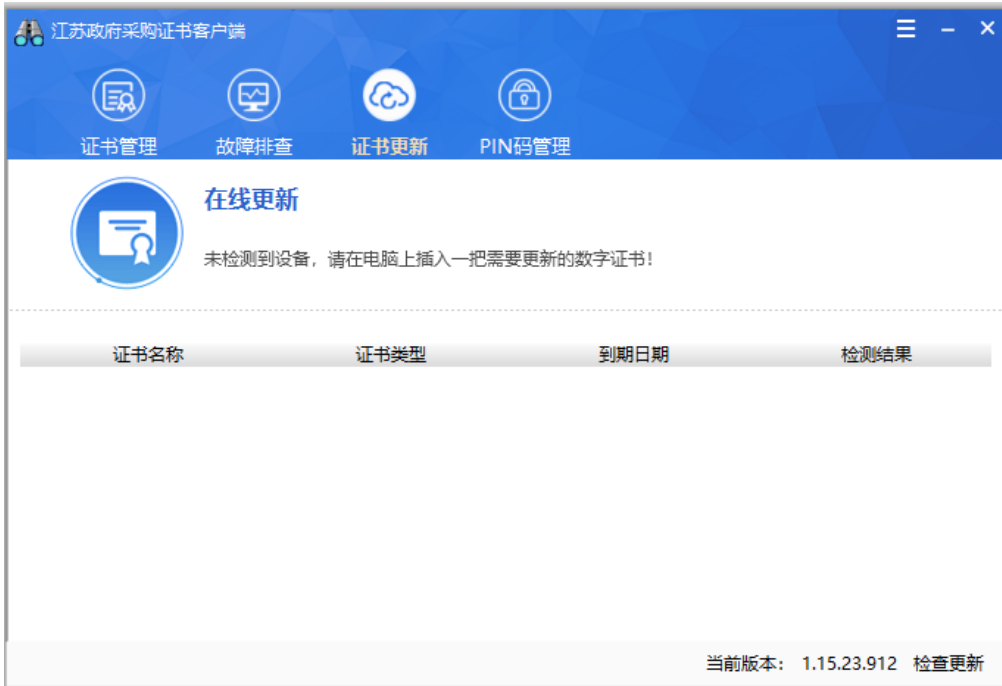 江苏政府采购证书客户端
证书管理 故障排查 证书更新 PIN码管理
在线更新
未检测到设备，请在电脑上插入一把需要更新的数字证书！
证书名称 证书类型 到期日期 检测结果
当前版本： 1.15.23.912 检查更新